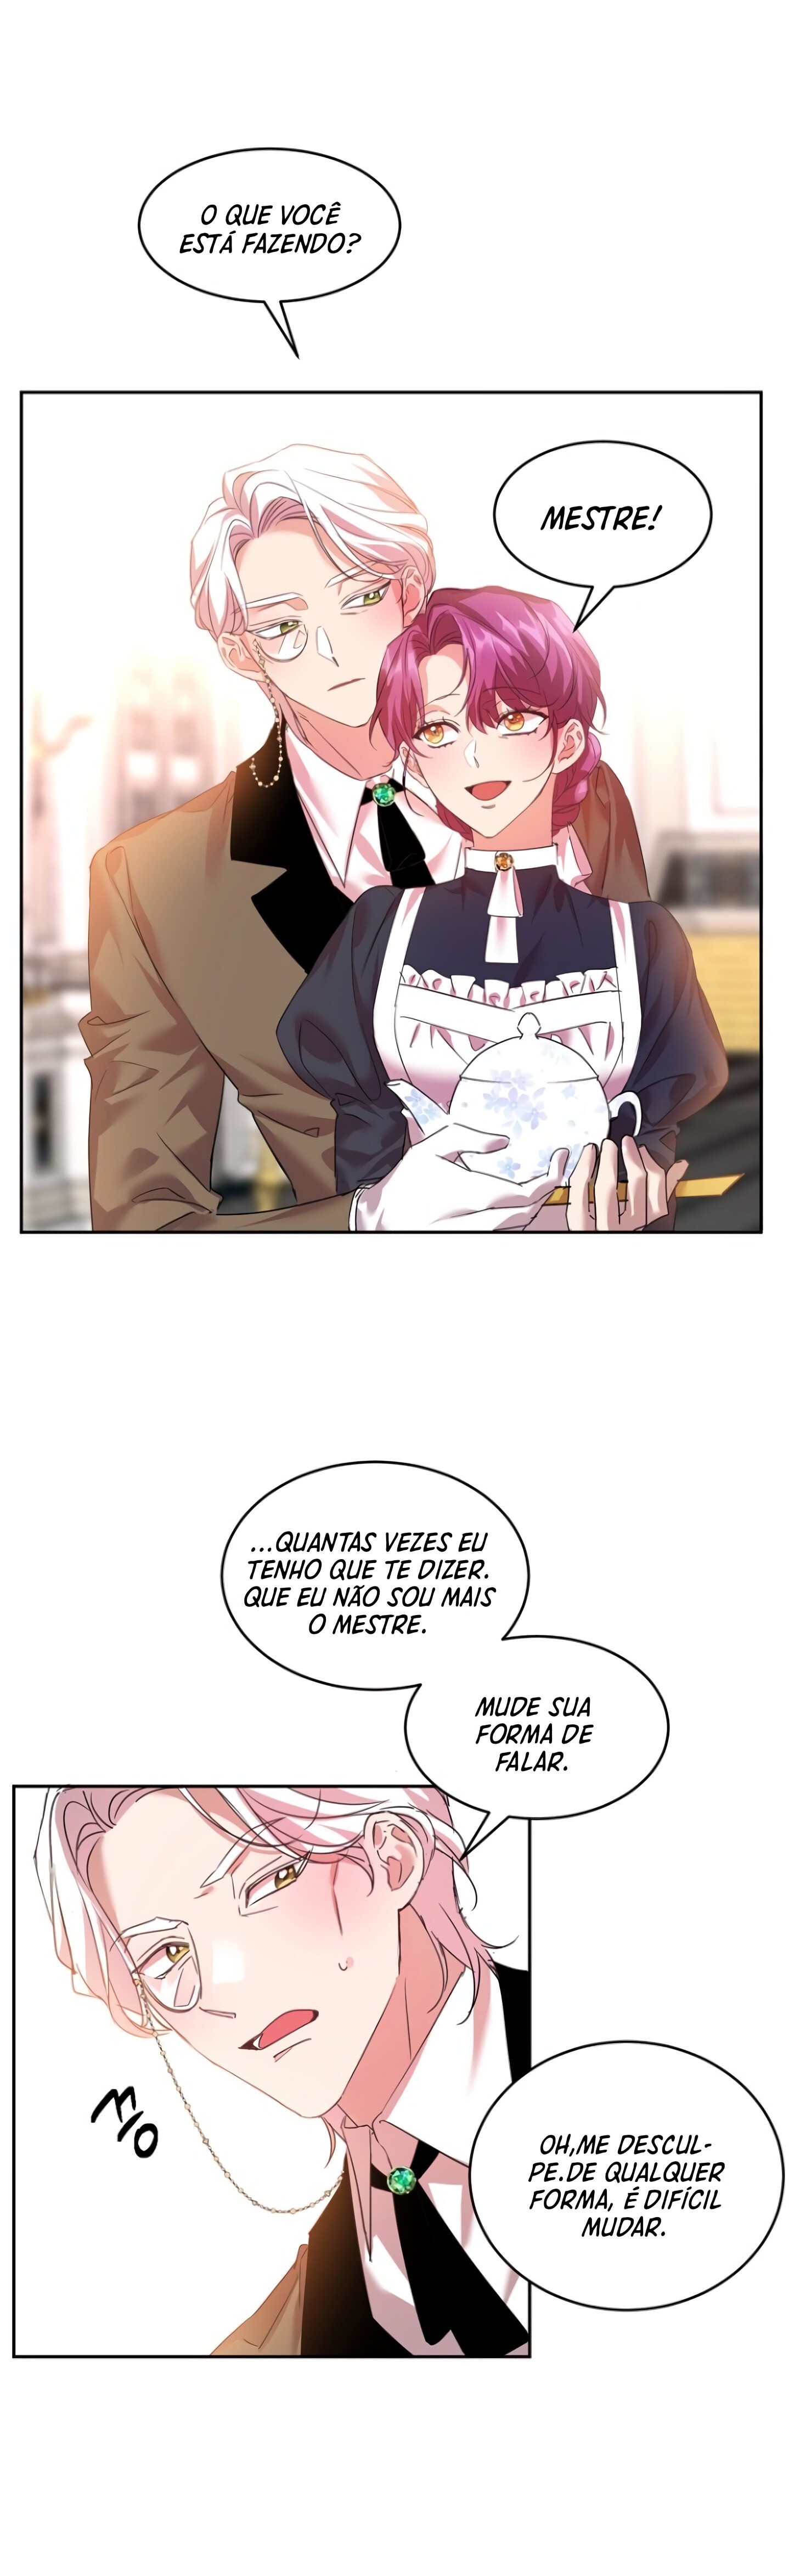 O QUE VOCÊ
ESTÁ FAZENDO?
MESTRE!
...QUANTAS VEZES EU
TENHO QUE TE DIZER.
QUE EU NÃO SOU MAIS
O MESTRE.
MUDE SUA
FORMA DE
FALAR.
OH,ME DESCUL-
PE.DE QUALQUER
FORMA, É DIFÍCIL
MUDAR.